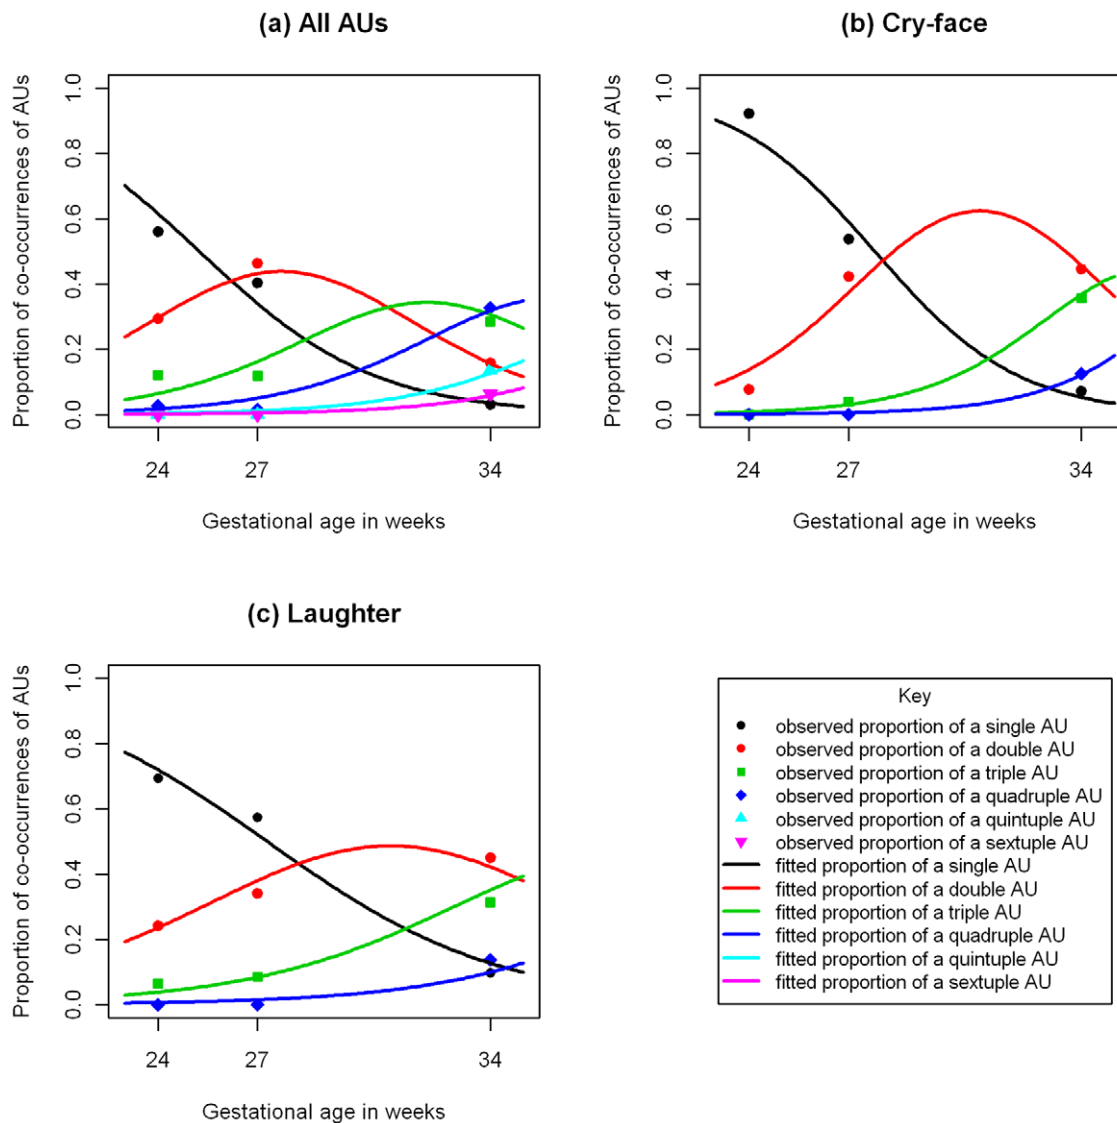 (a) All AUs
Proportion of co-occurrences of AUs
1.0
0.8
0.6
0.4
0.2
0.0
24 27 34
Gestational age in weeks
(b) Cry-face
Proportion of co-occurrences of AUs
1.0
0.8
0.6
0.4
0.2
0.0
24 27 34
Gestational age in weeks
(c) Laughter
Proportion of co-occurrences of AUs
1.0
0.8
0.6
0.4
0.2
0.0
24 27 34
Gestational age in weeks
Key
observed proportion of a single AU
observed proportion of a double AU
observed proportion of a triple AU
observed proportion of a quadruple AU
observed proportion of a quintuple AU
observed proportion of a sextuple AU
fitted proportion of a single AU
fitted proportion of a double AU
fitted proportion of a triple AU
fitted proportion of a quadruple AU
fitted proportion of a quintuple AU
fitted proportion of a sextuple AU